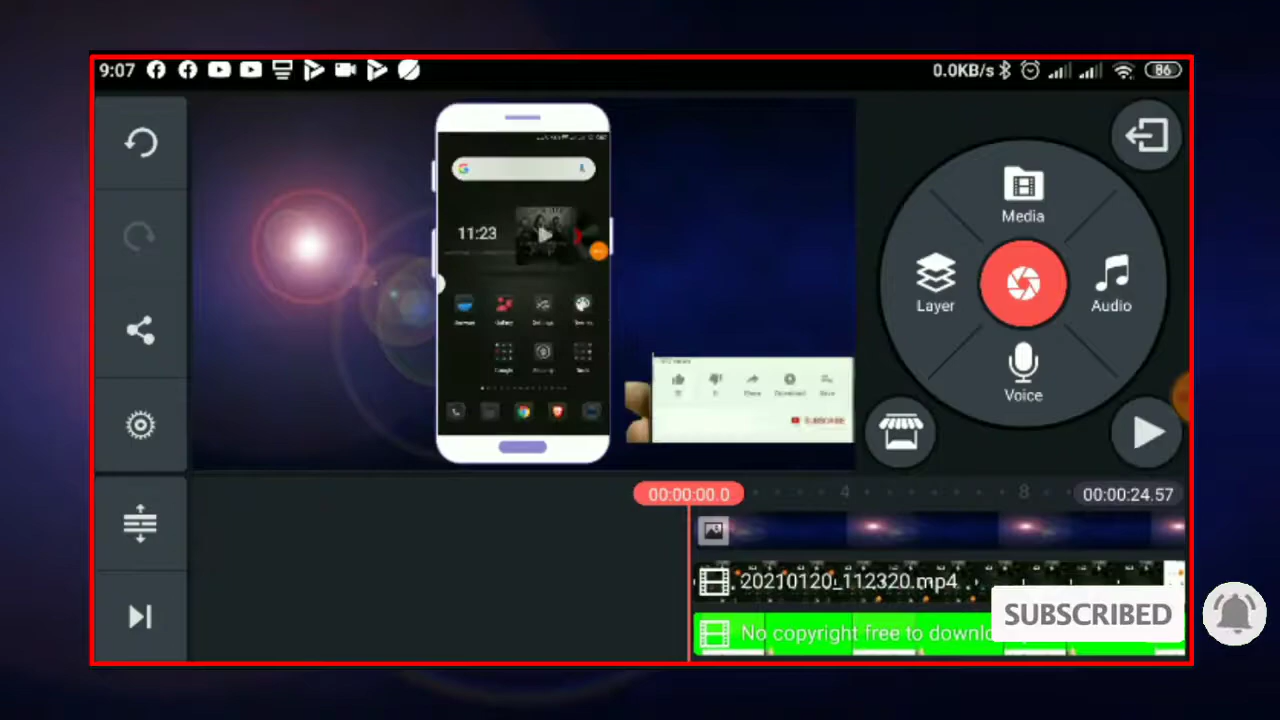 9:07
0.0KB/s
86
11:23
Media
Layer
Audio
Voice
SUBSCRIBE
00:00:00.0
4
8
00:00:24.57
20210120_112320.mp4
No copyright free to downlo
SUBSCRIBED